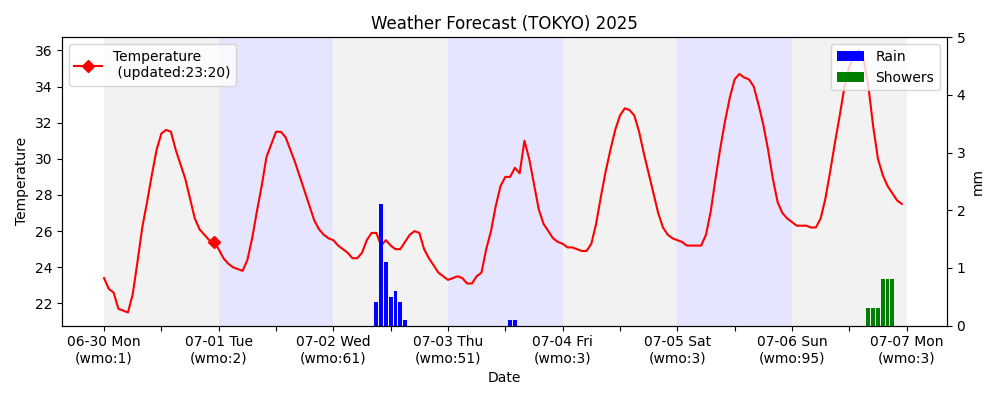 Weather Forecast (TOKYO) 2025
Temperature
(updated:23:20)
Rain
Showers
36
34
32
30
28
26
24
22
Temperature
5
4
3
2
1
0
mm
06-30 Mon
(wmo:1)
07-01 Tue
(wmo:2)
07-02 Wed
(wmo:61)
07-03 Thu
(wmo:51)
07-04 Fri
(wmo:3)
07-05 Sat
(wmo:3)
07-06 Sun
(wmo:95)
07-07 Mon
(wmo:3)
Date